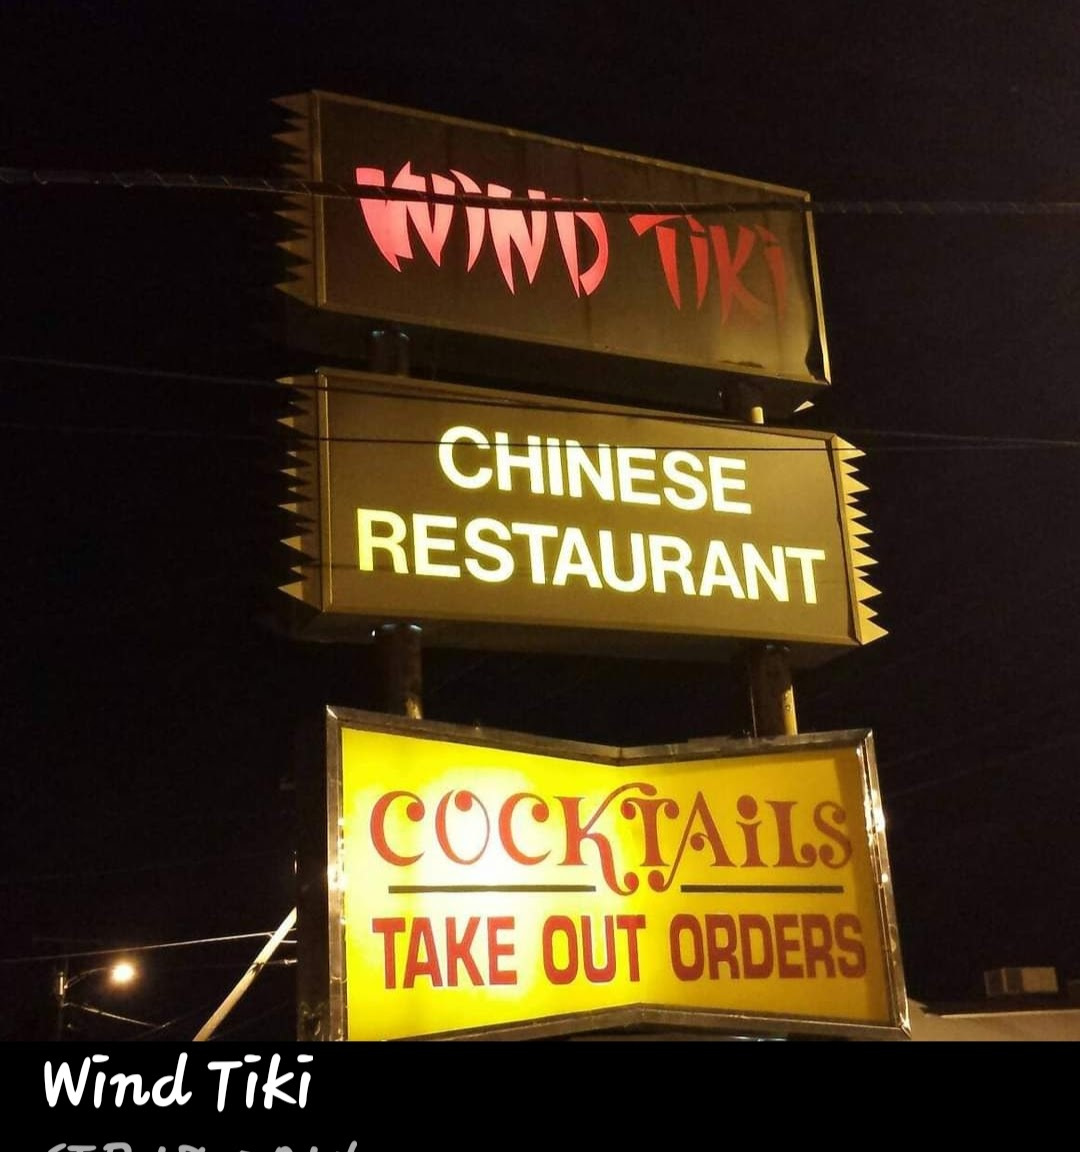 WIND TiKi
CHINESE
RESTAURANT
COCKTAiLS
TAKE OUT ORDERS
Wind Tiki